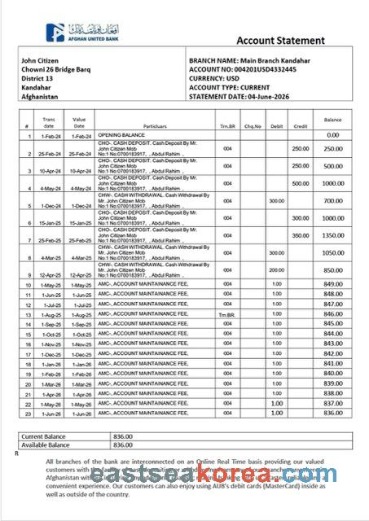 AFGHAN UNITED BANK
Account Statement
John Citizen
Chowni 26 Bridge Barq
District 13
Kandahar
Afghanistan
BRANCH NAME: Main Branch Kandahar
ACCOUNT NO: 004201USD4332445
CURRENCY: USD
ACCOUNT TYPE: CURRENT
STATEMENT DATE: 04-June-2026
# Trans date Value Date Particulars Trn.BR Chq.No Debit Credit Balance
1 1-Feb-24 1-Feb-24 OPENING BALANCE 0.00
2 25-Feb-24 25-Feb-24 CHD-. CASH DEPOSIT. Cash Deposit By Mr. John Citizen Mob No:1 No:0700183917, , Abdul Rahim 004 250.00 250.00
3 10-Apr-24 10-Apr-24 CHD-. CASH DEPOSIT. Cash Deposit By Mr. John Citizen Mob No:1 No:0700183917, , Abdul Rahim 004 250.00 500.00
4 4-May-24 4-May-24 CHD-. CASH DEPOSIT. Cash Deposit By Mr. John Citizen Mob No:1 No:0700183917, , Abdul Rahim 004 500.00 1000.00
5 1-Dec-24 1-Dec-24 CHW-. CASH WITHDRAWAL. Cash Withdrawal By Mr. John Citizen Mob No:1 No:0700183917, , Abdul Rahim 004 300.00 700.00
6 15-Jan-25 15-Jan-25 CHD-. CASH DEPOSIT. Cash Deposit By Mr. John Citizen Mob No:1 No:0700183917, , Abdul Rahim 004 300.00 1000.00
7 25-Feb-25 25-Feb-25 CHD-. CASH DEPOSIT. Cash Deposit By Mr. John Citizen Mob No:1 No:0700183917, , Abdul Rahim 004 350.00 1350.00
8 4-Mar-25 4-Mar-25 CHW-. CASH WITHDRAWAL. Cash Withdrawal By Mr. John Citizen Mob No:1 No:0700183917, , Abdul Rahim 004 300.00 1050.00
9 12-Apr-25 12-Apr-25 CHW-. CASH WITHDRAWAL. Cash Withdrawal By Mr. John Citizen Mob No:1 No:0700183917, , Abdul Rahim 004 200.00 850.00
10 1-May-25 1-May-25 AMC-. ACCOUNT MAINTAINANCE FEE, 004 1.00 849.00
11 1-Jun-25 1-Jun-25 AMC-. ACCOUNT MAINTAINANCE FEE, 004 1.00 848.00
12 1-Jul-25 1-Jul-25 AMC-. ACCOUNT MAINTAINANCE FEE, 004 1.00 847.00
13 1-Aug-25 1-Aug-25 AMC-. ACCOUNT MAINTAINANCE FEE, Trn.BR 1.00 846.00
14 1-Sep-25 1-Sep-25 AMC-. ACCOUNT MAINTAINANCE FEE, 004 1.00 845.00
15 1-Oct-25 1-Oct-25 AMC-. ACCOUNT MAINTAINANCE FEE, 004 1.00 844.00
16 1-Nov-25 1-Nov-25 AMC-. ACCOUNT MAINTAINANCE FEE, 004 1.00 843.00
17 1-Dec-25 1-Dec-25 AMC-. ACCOUNT MAINTAINANCE FEE, 004 1.00 842.00
18 1-Jan-26 1-Jan-26 AMC-. ACCOUNT MAINTAINANCE FEE, 004 1.00 841.00
19 1-Feb-26 1-Feb-26 AMC-. ACCOUNT MAINTAINANCE FEE, 004 1.00 840.00
20 1-Mar-26 1-Mar-26 AMC-. ACCOUNT MAINTAINANCE FEE, 004 1.00 839.00
21 1-Apr-26 1-Apr-26 AMC-. ACCOUNT MAINTAINANCE FEE, 004 1.00 838.00
22 1-May-26 1-May-26 AMC-. ACCOUNT MAINTAINANCE FEE, 004 1.00 837.00
23 1-Jun-26 1-Jun-26 AMC-. ACCOUNT MAINTAINANCE FEE, 004 1.00 836.00
Current Balance 836.00
Available Balance 836.00
All branches of the bank are interconnected on an Online Real Time basis providing our valued
customers with the
Afghanistan with
convenient experience. Our customers can also enjoy using AUB's debit cards (MasterCard) inside as
well as outside of the country.
eastseakorea.com